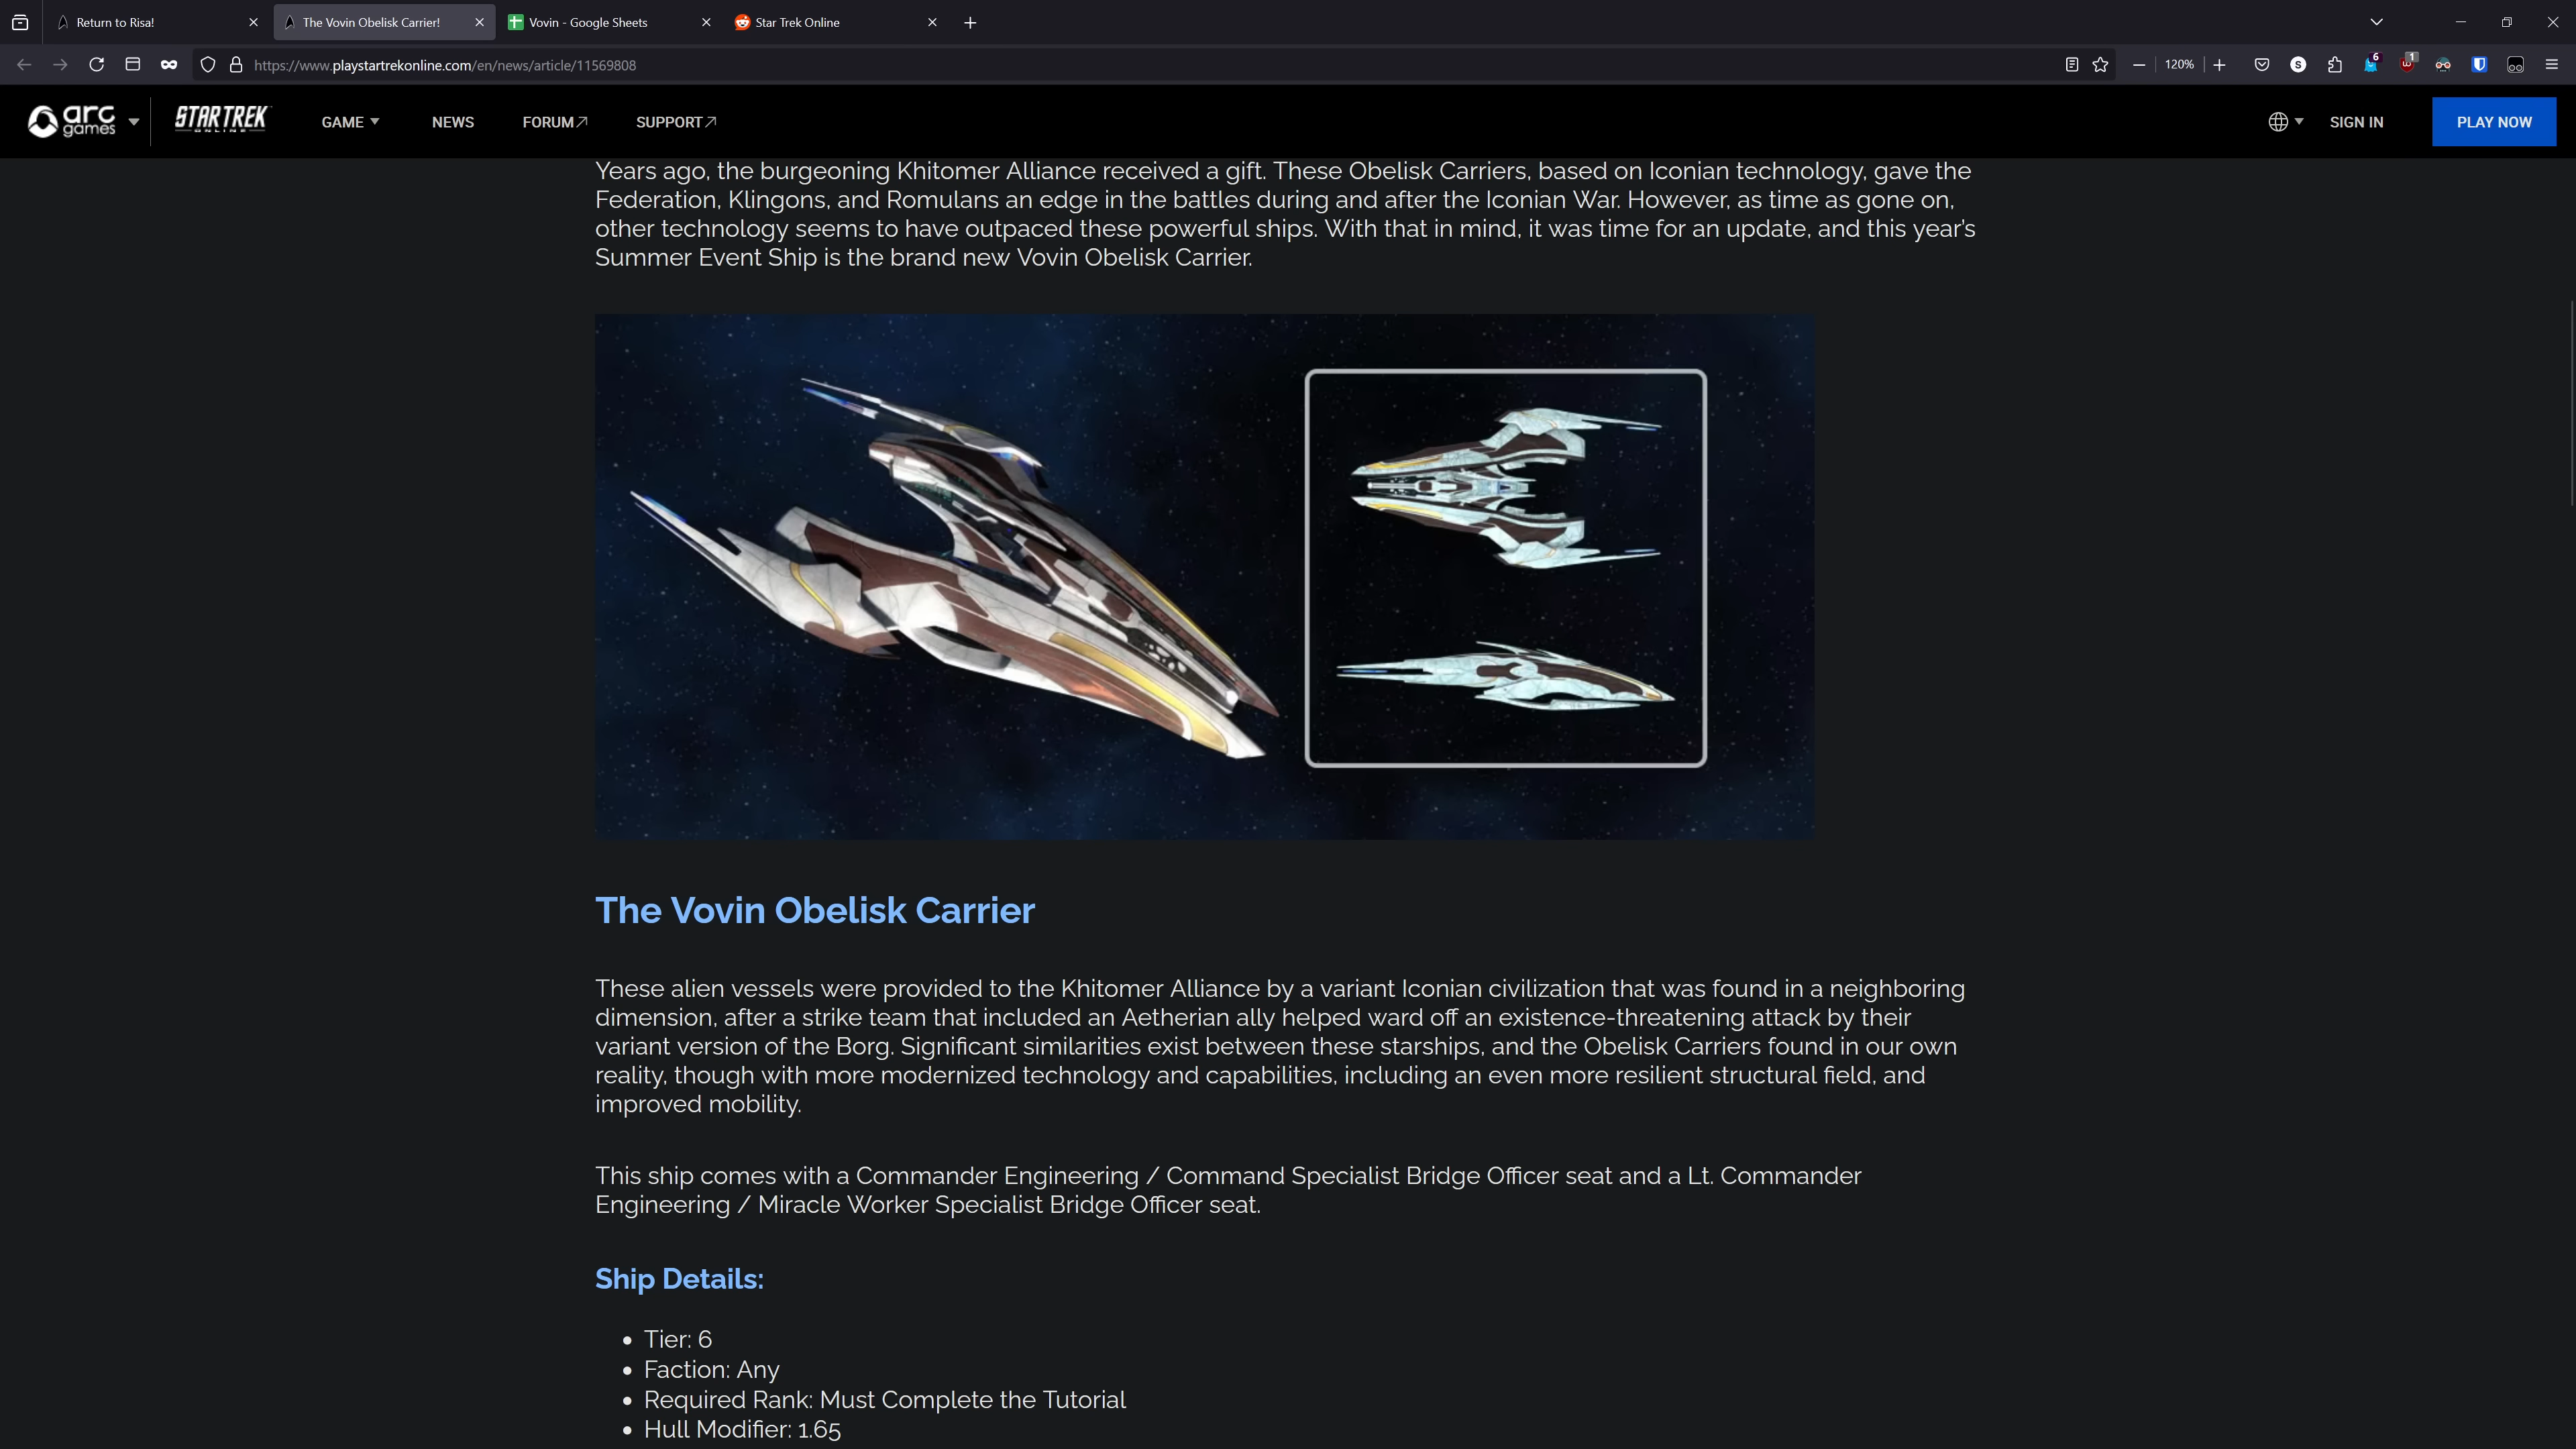 Return to Risa!
The Vovin Obelisk Carrier!
Vovin - Google Sheets
Star Trek Online
https://www.playstartrekonline.com/en/news/article/11569808
120%
S
6
1
arc games
STAR TREK ONLINE
GAME
NEWS
FORUM
SUPPORT
SIGN IN
PLAY NOW
Years ago, the burgeoning Khitomer Alliance received a gift. These Obelisk Carriers, based on Iconian technology, gave the
Federation, Klingons, and Romulans an edge in the battles during and after the Iconian War. However, as time as gone on,
other technology seems to have outpaced these powerful ships. With that in mind, it was time for an update, and this year's
Summer Event Ship is the brand new Vovin Obelisk Carrier.
The Vovin Obelisk Carrier
These alien vessels were provided to the Khitomer Alliance by a variant Iconian civilization that was found in a neighboring
dimension, after a strike team that included an Aetherian ally helped ward off an existence-threatening attack by their
variant version of the Borg. Significant similarities exist between these starships, and the Obelisk Carriers found in our own
reality, though with more modernized technology and capabilities, including an even more resilient structural field, and
improved mobility.
This ship comes with a Commander Engineering / Command Specialist Bridge Officer seat and a Lt. Commander
Engineering / Miracle Worker Specialist Bridge Officer seat.
Ship Details:
• Tier: 6
• Faction: Any
• Required Rank: Must Complete the Tutorial
• Hull Modifier: 1.65